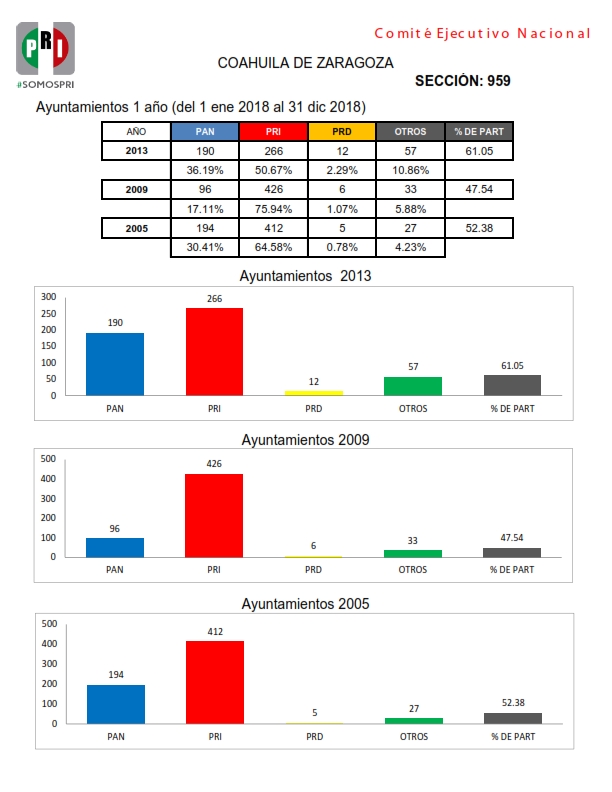 Comité Ejecutivo Nacional
PRI
#SOMOSPRI
COAHUILA DE ZARAGOZA
SECCIÓN: 959
Ayuntamientos 1 año (del 1 ene 2018 al 31 dic 2018)
AÑO PAN PRI PRD OTROS % DE PART
2013 190 266 12 57 61.05
36.19% 50.67% 2.29% 10.86%
2009 96 426 6 33 47.54
17.11% 75.94% 1.07% 5.88%
2005 194 412 5 27 52.38
30.41% 64.58% 0.78% 4.23%
Ayuntamientos 2013
300
250
200
150
100
50
0
190 266 12 57 61.05
PAN PRI PRD OTROS % DE PART
Ayuntamientos 2009
500
400
300
200
100
0
96 426 6 33 47.54
PAN PRI PRD OTROS % DE PART
Ayuntamientos 2005
500
400
300
200
100
0
194 412 5 27 52.38
PAN PRI PRD OTROS % DE PART